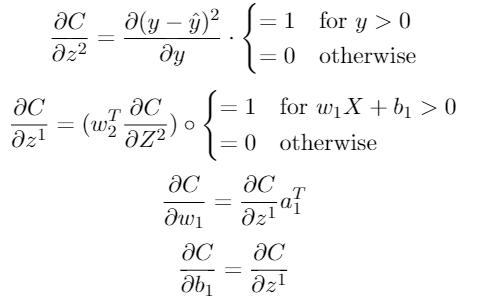 ∂C/∂z² = ∂(y − ŷ)²/∂y · { = 1 for y > 0
= 0 otherwise
∂C/∂z¹ = (w₂ᵀ ∂C/∂Z²) ∘ { = 1 for w₁X + b₁ > 0
= 0 otherwise
∂C/∂w₁ = ∂C/∂z¹ a₁ᵀ
∂C/∂b₁ = ∂C/∂z¹